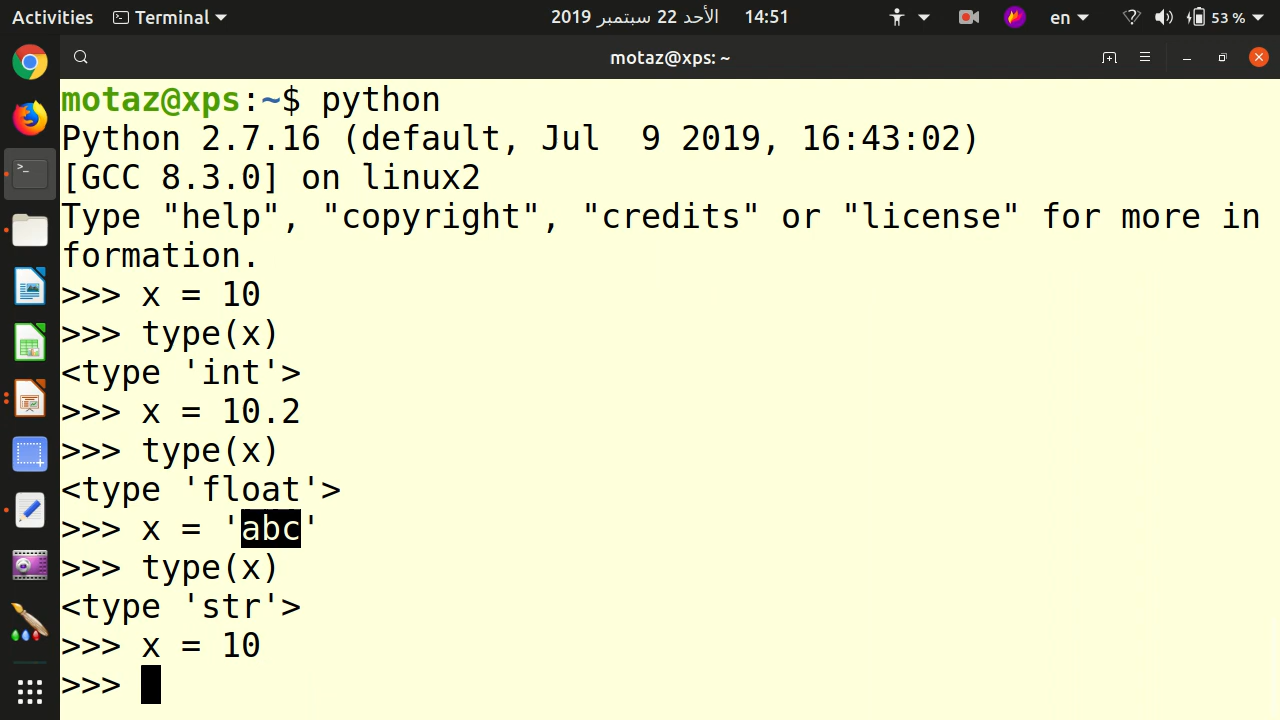 Activities Terminal الأحد 22 سبتمبر 2019 14:51 en 53 %
motaz@xps: ~
motaz@xps:~$ python
Python 2.7.16 (default, Jul  9 2019, 16:43:02)
[GCC 8.3.0] on linux2
Type "help", "copyright", "credits" or "license" for more in
formation.
>>> x = 10
>>> type(x)
<type 'int'>
>>> x = 10.2
>>> type(x)
<type 'float'>
>>> x = 'abc'
>>> type(x)
<type 'str'>
>>> x = 10
>>>